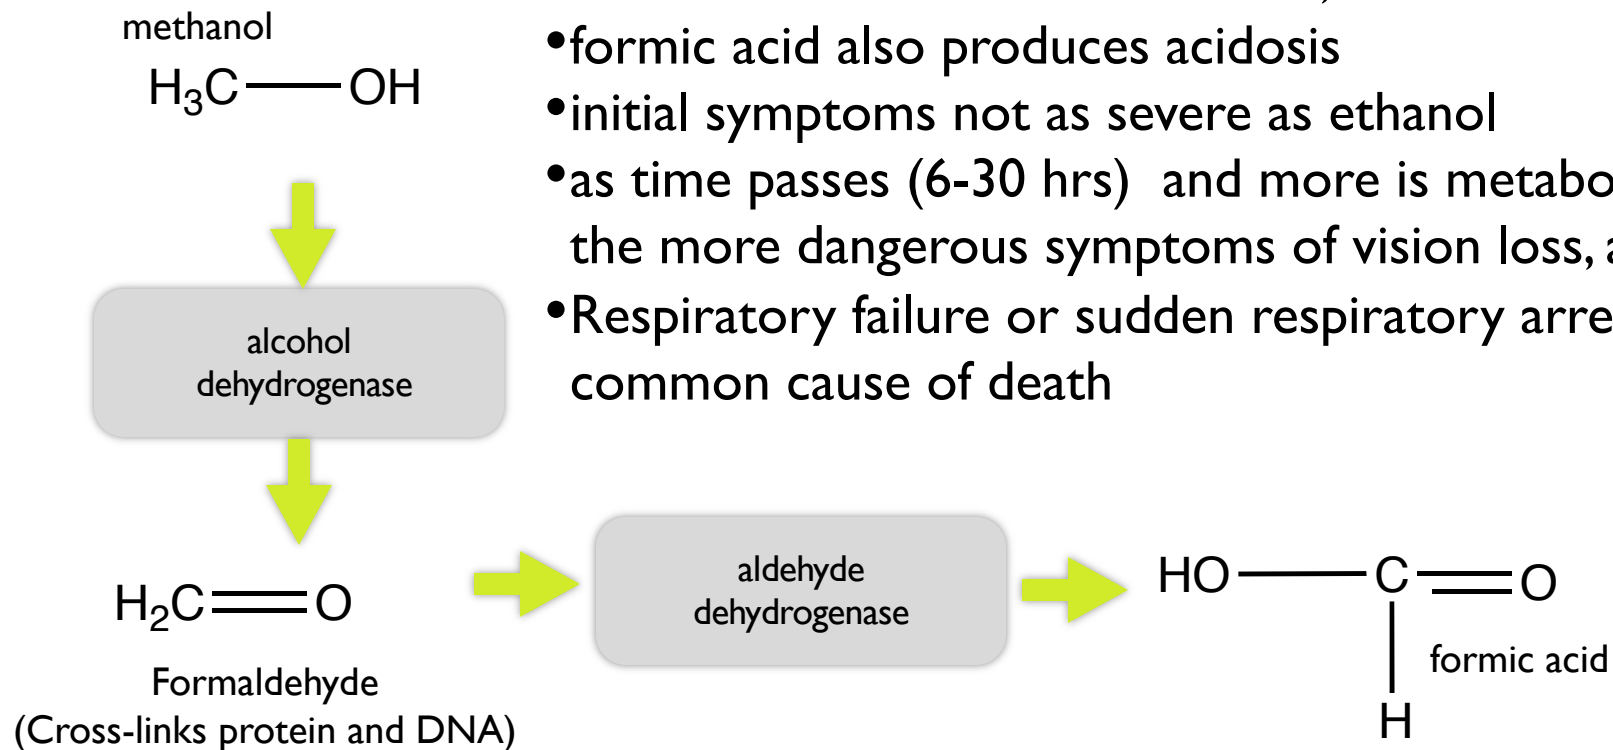 methanol
H₃C OH
•formic acid also produces acidosis
•initial symptoms not as severe as ethanol
•as time passes (6-30 hrs) and more is
the more dangerous symptoms of vision loss,
•Respiratory failure or sudden respiratory
common cause of death
alcohol
dehydrogenase
H₂C O
Formaldehyde
(Cross-links protein and DNA)
aldehyde
dehydrogenase
HO C O
H
formic acid